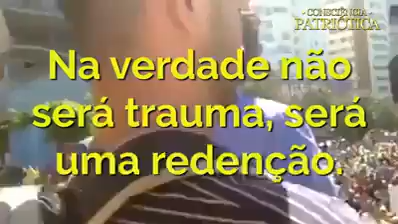 CONSCIÊNCIA
PATRIÓTICA
Na verdade não
será trauma, será
uma redenção.